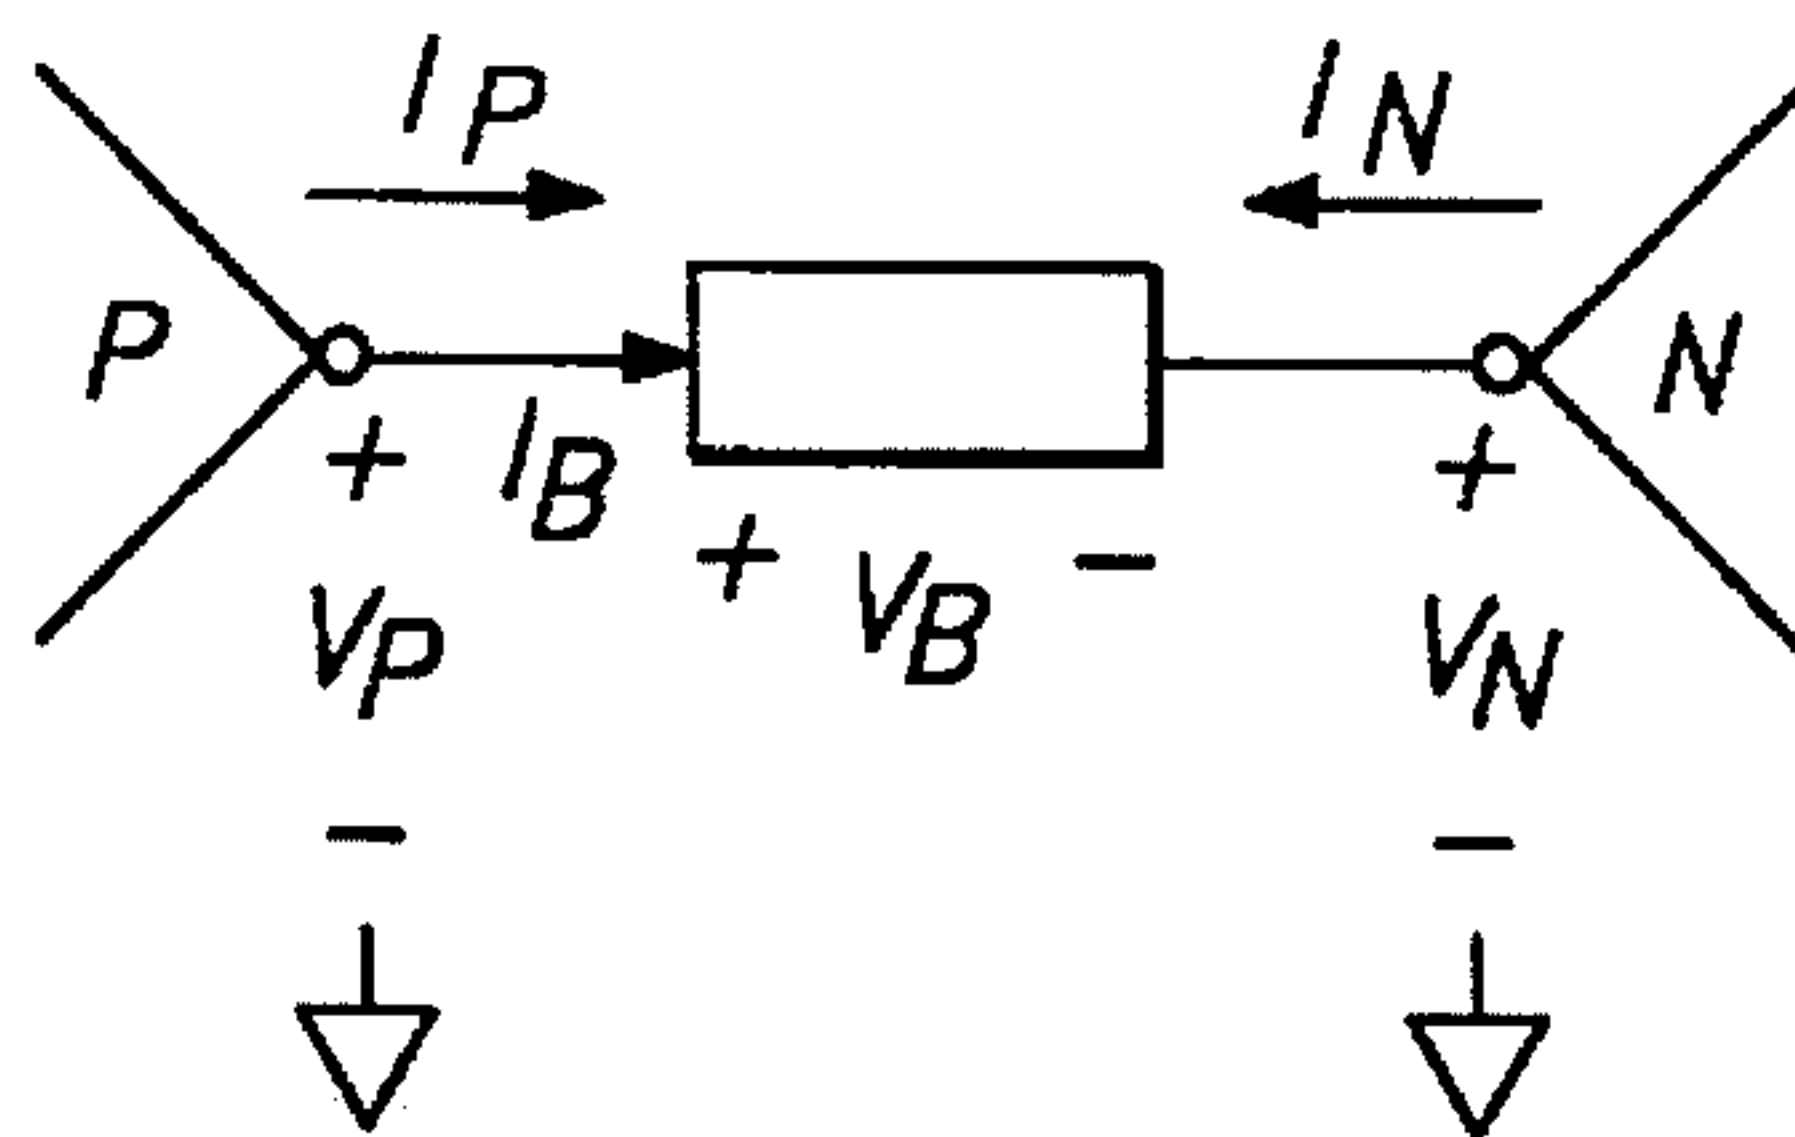 I_P I_N
P N
+ I_B +
+ V_B -
V_P V_N
- -